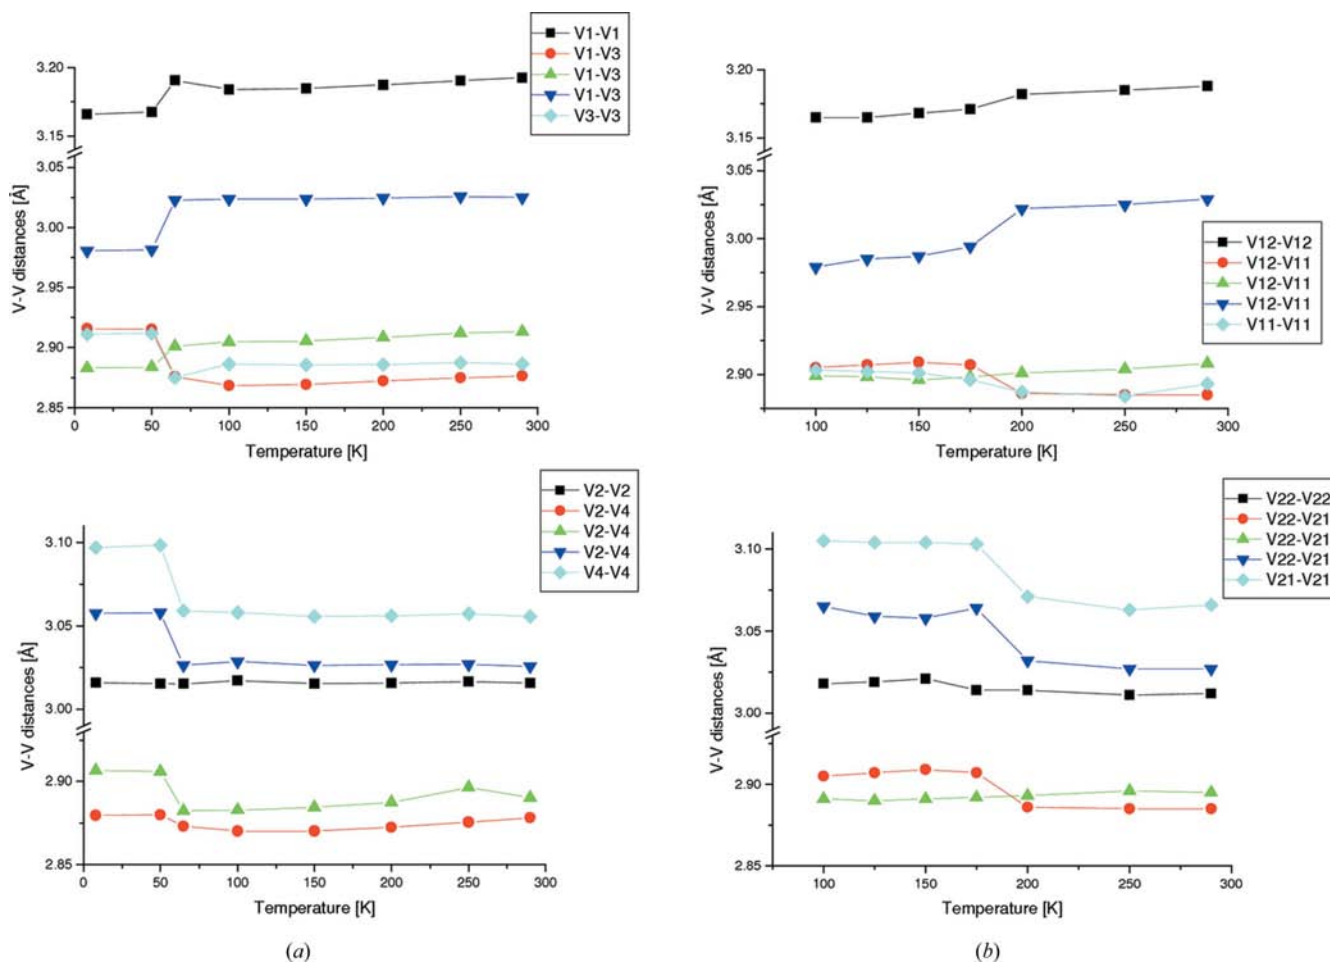 V1-V1
V1-V3
V1-V3
V1-V3
V3-V3
3.20
3.15
3.05
3.00
2.95
2.90
2.85
V-V distances [Å]
0 50 100 150 200 250 300
Temperature [K]
V2-V2
V2-V4
V2-V4
V2-V4
V4-V4
3.10
3.05
3.00
2.90
2.85
V-V distances [Å]
0 50 100 150 200 250 300
Temperature [K]
(a)
3.20
3.15
3.05
3.00
2.95
2.90
V-V distances [Å]
V12-V12
V12-V11
V12-V11
V12-V11
V11-V11
100 150 200 250 300
Temperature [K]
V22-V22
V22-V21
V22-V21
V22-V21
V21-V21
3.10
3.05
3.00
2.90
2.85
V-V distances [Å]
100 150 200 250 300
Temperature [K]
(b)